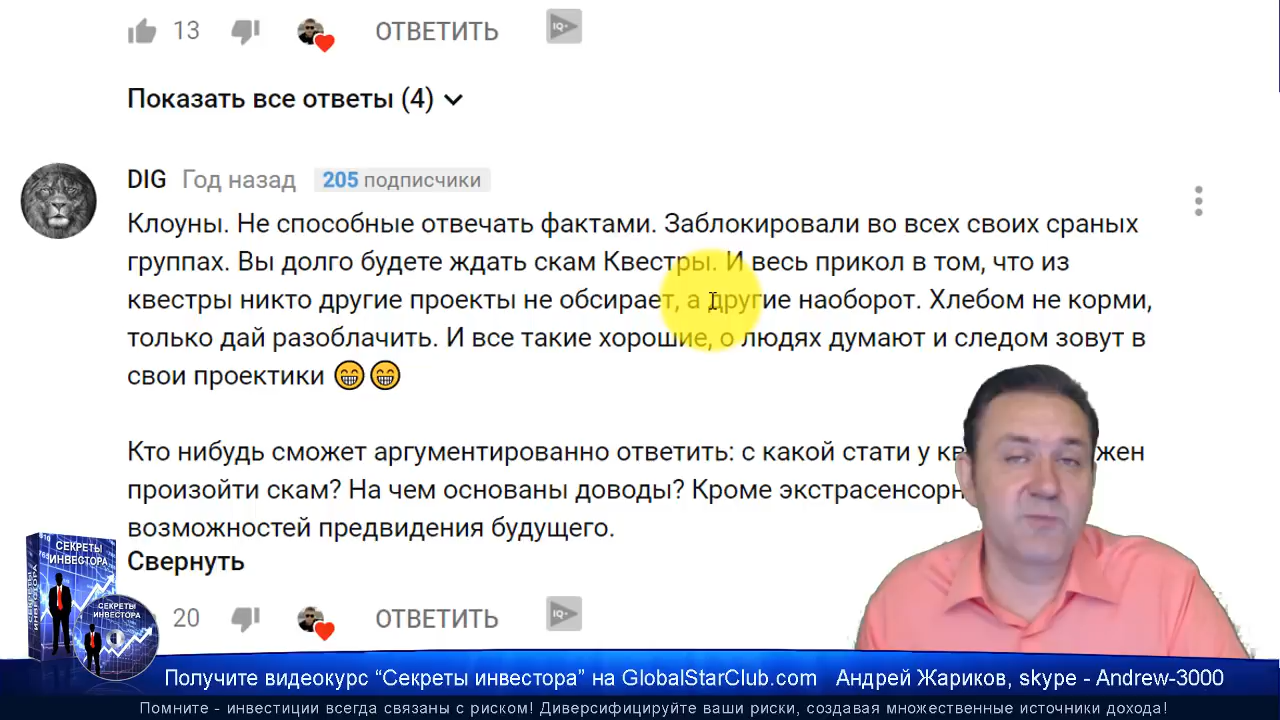 13 ОТВЕТИТЬ IQ+
Показать все ответы (4)
DIG Год назад 205 подписчики
Клоуны. Не способные отвечать фактами. Заблокировали во всех своих сраных
группах. Вы долго будете ждать скам Квестры. И весь прикол в том, что из
квестры никто другие проекты не обсирает, а другие наоборот. Хлебом не корми,
только дай разоблачить. И все такие хорошие, о людях думают и следом зовут в
свои проектики 😁😁
Кто нибудь сможет аргументированно ответить: с какой стати у кв жен
произойти скам? На чем основаны доводы? Кроме экстрасенсорн
возможностей предвидения будущего.
Свернуть
20 ОТВЕТИТЬ IQ+
СЕКРЕТЫ
ИНВЕСТОРА
СЕКРЕТЫ
ИНВЕСТОРА
Получите видеокурс “Секреты инвестора” на GlobalStarClub.com Андрей Жариков, skype - Andrew-3000
Помните - инвестиции всегда связаны с риском! Диверсифицируйте ваши риски, создавая множественные источники дохода!